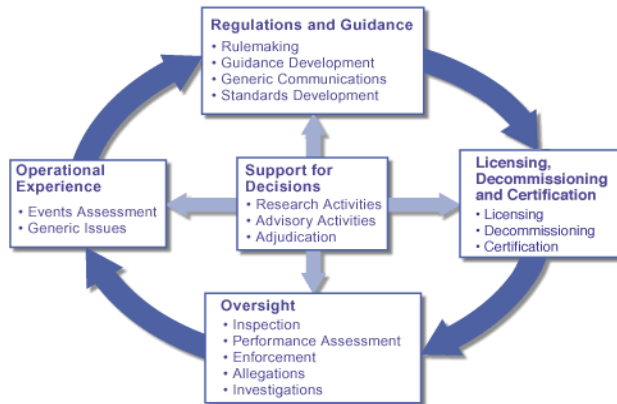 Regulations and Guidance
• Rulemaking
• Guidance Development
• Generic Communications
• Standards Development
Operational
Experience
• Events Assessment
• Generic Issues
Support for
Decisions
• Research Activities
• Advisory Activities
• Adjudication
Licensing,
Decommissioning
and Certification
• Licensing
• Decommissioning
• Certification
Oversight
• Inspection
• Performance Assessment
• Enforcement
• Allegations
• Investigations